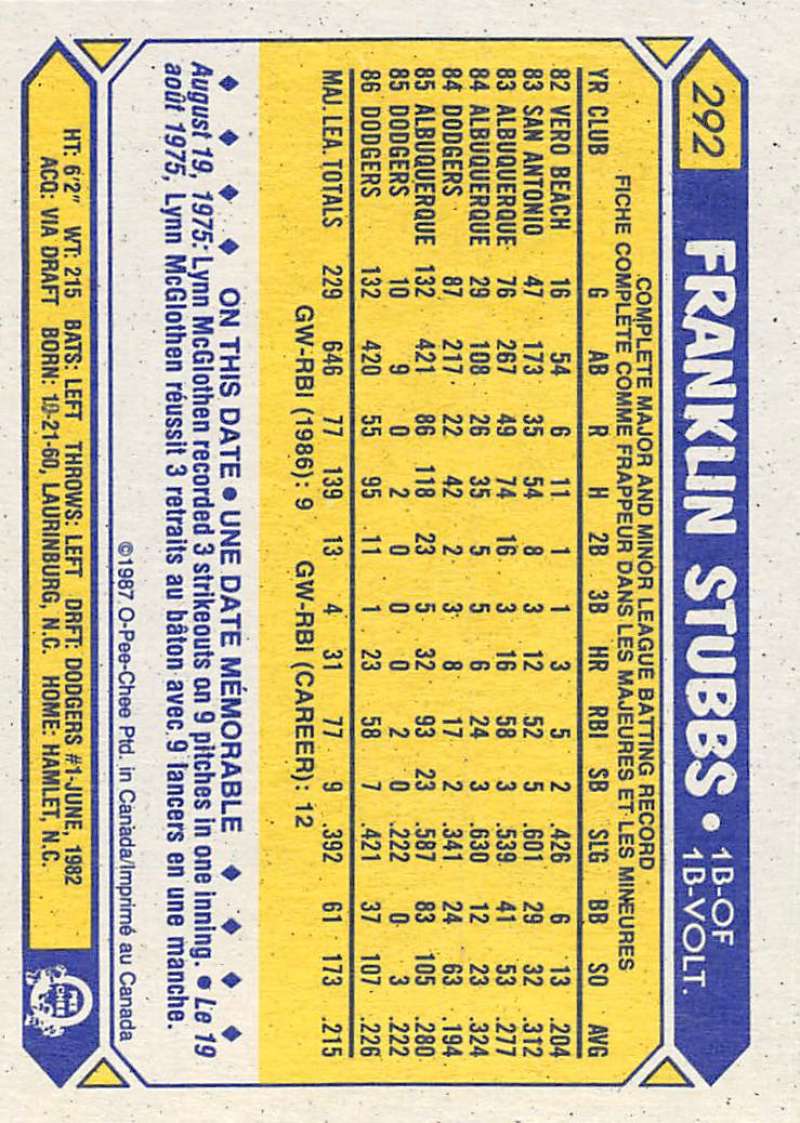 292
FRANKLIN STUBBS • 1B-OF
1B-VOLT.
COMPLETE MAJOR AND MINOR LEAGUE BATTING RECORD
FICHE COMPLÈTE COMME FRAPPEUR DANS LES MAJEURES ET LES MINEURES
YR CLUB G AB R H 2B 3B HR RBI SB SLG BB SO AVG
82 VERO BEACH 16 54 6 11 1 1 3 5 2 .426 6 13 .204
83 SAN ANTONIO 47 173 35 54 8 3 12 52 5 .601 29 32 .312
83 ALBUQUERQUE 76 267 49 74 16 3 16 58 3 .539 41 53 .277
84 ALBUQUERQUE 29 108 26 35 5 5 6 24 3 .630 12 23 .324
84 DODGERS 87 217 22 42 2 3 8 17 2 .341 24 63 .194
85 ALBUQUERQUE 132 421 86 118 23 5 32 93 23 .587 83 105 .280
85 DODGERS 10 9 0 2 0 0 0 2 0 .222 0 3 .222
86 DODGERS 132 420 55 95 11 1 23 58 7 .421 37 107 .226
MAJ. LEA. TOTALS 229 646 77 139 13 4 31 77 9 .392 61 173 .215
GW-RBI (1986): 9 GW-RBI (CAREER): 12
ON THIS DATE • UNE DATE MÉMORABLE
August 19, 1975: Lynn McGlothen recorded 3 strikeouts on 9 pitches in one inning. • Le 19
août 1975, Lynn McGlothen réussit 3 retraits au bâton avec 9 lancers en une manche.
©1987 O-Pee-Chee Ptd. in Canada/Imprimé au Canada
HT: 6'2" WT: 215 BATS: LEFT THROWS: LEFT DRFT: DODGERS #1-JUNE, 1982
ACQ: VIA DRAFT BORN: 10-21-60, LAURINBURG, N.C. HOME: HAMLET, N.C.
O
PEE
CHEE